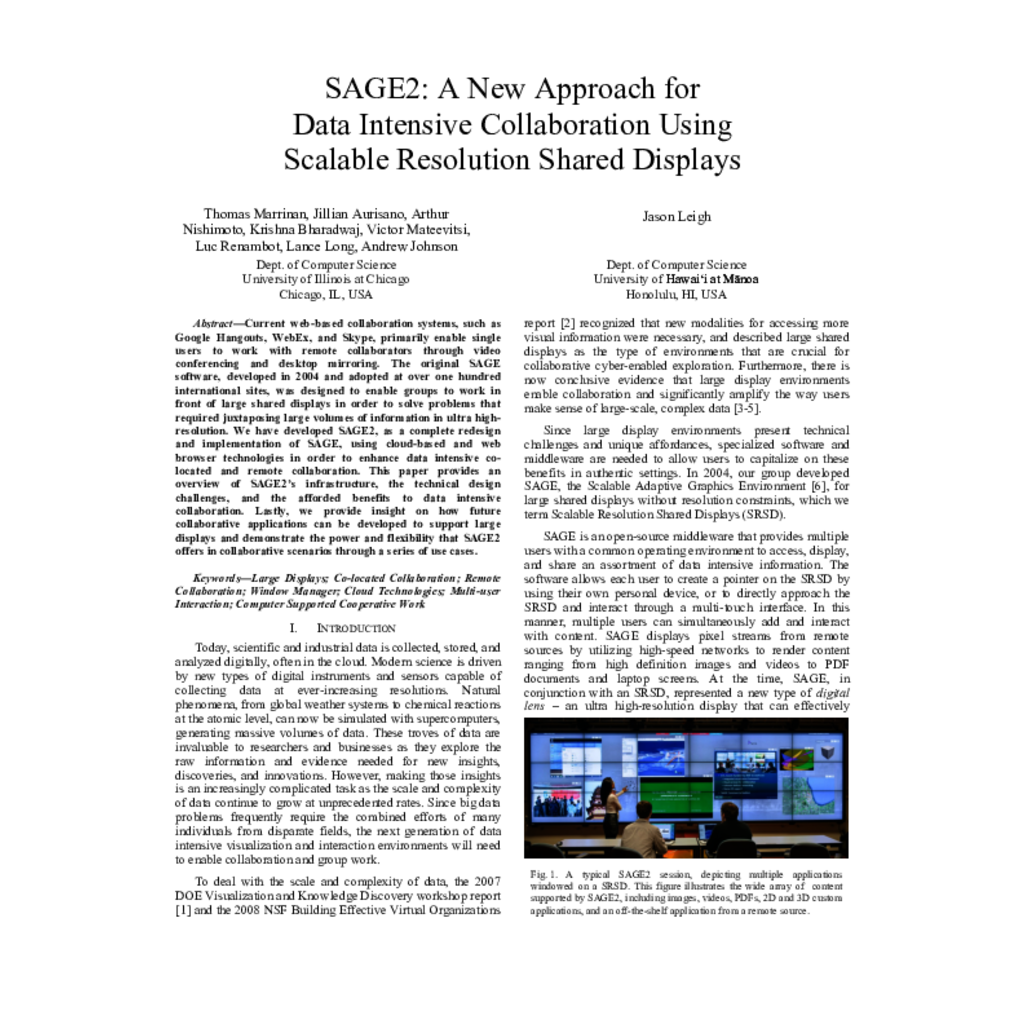 SAGE2: A New Approach for
Data Intensive Collaboration Using
Scalable Resolution Shared Displays
Thomas Marrinan, Jillian Aurisano, Arthur
Nishimoto, Krishna Bharadwaj, Victor Mateevitsi,
Luc Renambot, Lance Long, Andrew Johnson
Dept. of Computer Science
University of Illinois at Chicago
Chicago, IL, USA
Jason Leigh
Dept. of Computer Science
University of Hawai‘i at Mānoa
Honolulu, HI, USA
Abstract—Current web-based collaboration systems, such as
Google Hangouts, WebEx, and Skype, primarily enable single
users to work with remote collaborators through video
conferencing and desktop mirroring. The original SAGE
software, developed in 2004 and adopted at over one hundred
international sites, was designed to enable groups to work in
front of large shared displays in order to solve problems that
required juxtaposing large volumes of information in ultra high-
resolution. We have developed SAGE2, as a complete redesign
and implementation of SAGE, using cloud-based and web
browser technologies in order to enhance data intensive co-
located and remote collaboration. This paper provides an
overview of SAGE2’s infrastructure, the technical design
challenges, and the afforded benefits to data intensive
collaboration. Lastly, we provide insight on how future
collaborative applications can be developed to support large
displays and demonstrate the power and flexibility that SAGE2
offers in collaborative scenarios through a series of use cases.
Keywords—Large Displays; Co-located Collaboration; Remote
Collaboration; Window Manager; Cloud Technologies; Multi-user
Interaction; Computer Supported Cooperative Work
I. INTRODUCTION
Today, scientific and industrial data is collected, stored, and
analyzed digitally, often in the cloud. Modern science is driven
by new types of digital instruments and sensors capable of
collecting data at ever-increasing resolutions. Natural
phenomena, from global weather systems to chemical reactions
at the atomic level, can now be simulated with supercomputers,
generating massive volumes of data. These troves of data are
invaluable to researchers and businesses as they explore the
raw information and evidence needed for new insights,
discoveries, and innovations. However, making those insights
is an increasingly complicated task as the scale and complexity
of data continue to grow at unprecedented rates. Since big data
problems frequently require the combined efforts of many
individuals from disparate fields, the next generation of data
intensive visualization and interaction environments will need
to enable collaboration and group work.
To deal with the scale and complexity of data, the 2007
DOE Visualization and Knowledge Discovery workshop report
[1] and the 2008 NSF Building Effective Virtual Organizations
report [2] recognized that new modalities for accessing more
visual information were necessary, and described large shared
displays as the type of environments that are crucial for
collaborative cyber-enabled exploration. Furthermore, there is
now conclusive evidence that large display environments
enable collaboration and significantly amplify the way users
make sense of large-scale, complex data [3-5].
Since large display environments present technical
challenges and unique affordances, specialized software and
middleware are needed to allow users to capitalize on these
benefits in authentic settings. In 2004, our group developed
SAGE, the Scalable Adaptive Graphics Environment [6], for
large shared displays without resolution constraints, which we
term Scalable Resolution Shared Displays (SRSD).
SAGE is an open-source middleware that provides multiple
users with a common operating environment to access, display,
and share an assortment of data intensive information. The
software allows each user to create a pointer on the SRSD by
using their own personal device, or to directly approach the
SRSD and interact through a multi-touch interface. In this
manner, multiple users can simultaneously add and interact
with content. SAGE displays pixel streams from remote
sources by utilizing high-speed networks to render content
ranging from high definition images and videos to PDF
documents and laptop screens. At the time, SAGE, in
conjunction with an SRSD, represented a new type of digital
lens – an ultra high-resolution display that can effectively
Fig. 1. A typical SAGE2 session, depicting multiple applications
windowed on a SRSD. This figure illustrates the wide array of content
supported by SAGE2, including images, videos, PDFs, 2D and 3D custom
applications, and an off-the-shelf application from a remote source.